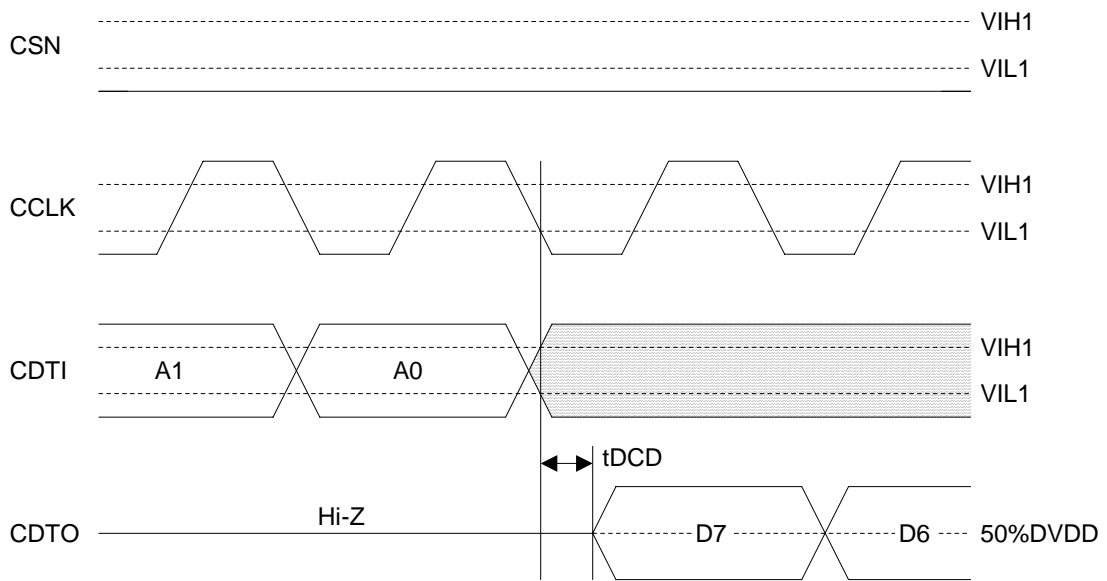 CSN
VIH1
VIL1
CCLK
VIH1
VIL1
CDTI
A1
A0
VIH1
VIL1
tDCD
CDTO
Hi-Z
D7
D6
50%DVDD